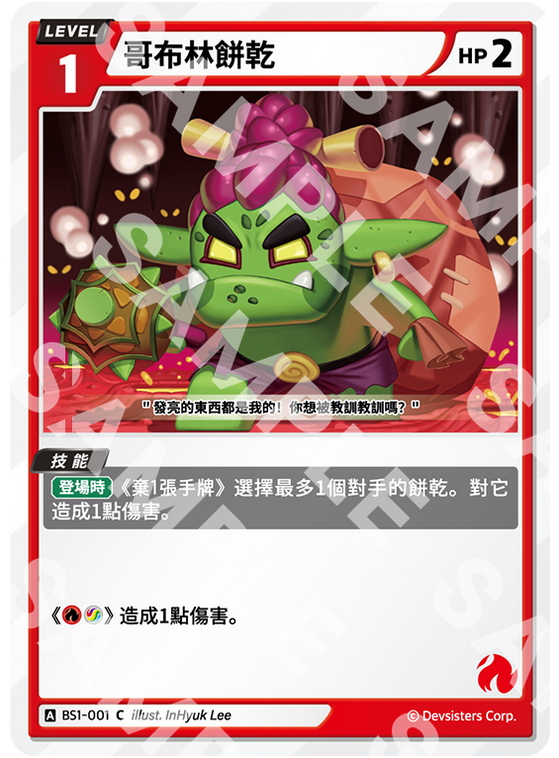 LEVEL
1
哥布林餅乾
HP 2
SAMPLE
SAMPLE
SAMPLE
SAMPLE
" 發亮的東西都是我的！你想被教訓教訓嗎？"
技能
登場時《棄1張手牌》選擇最多1個對手的餅乾。對它
造成1點傷害。
《》造成1點傷害。
A BS1-001 C illust. InHyuk Lee
© Devsisters Corp.